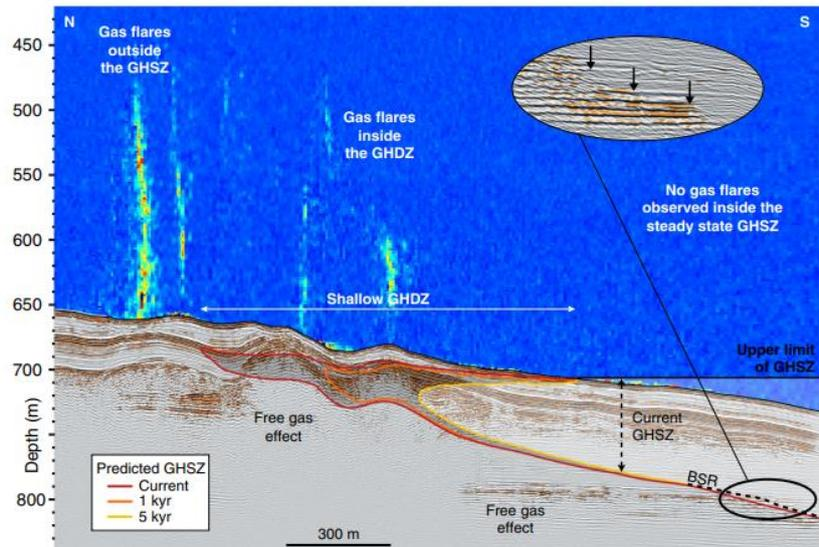 N
S
Gas flares
outside
the GHSZ
Gas flares
inside
the GHDZ
No gas flares
observed inside the
steady state GHSZ
Shallow GHDZ
Upper limit
of GHSZ
Current
GHSZ
Free gas
effect
BSR
Free gas
effect
Predicted GHSZ
Current
1 kyr
5 kyr
300 m
Depth (m)
450
500
550
600
650
700
800